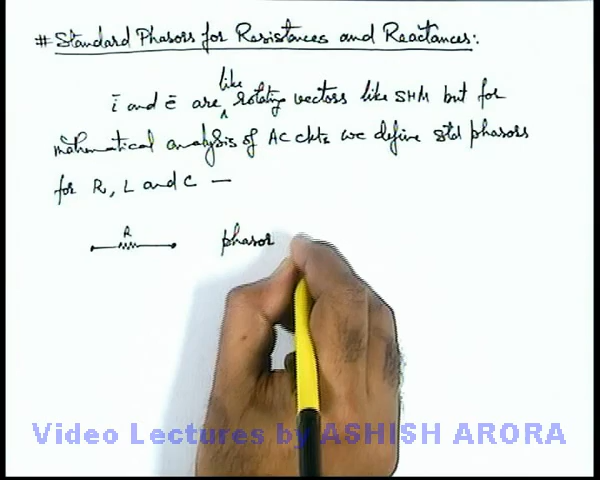 # Standard Phasors for Resistances and Reactances:
like
ī and ē are ^ rotating vectors like SHM but for
mathematical analysis of AC ckts we define std phasors
for R, L and C —
R
phasor
Video Lectures by ASHISH ARORA